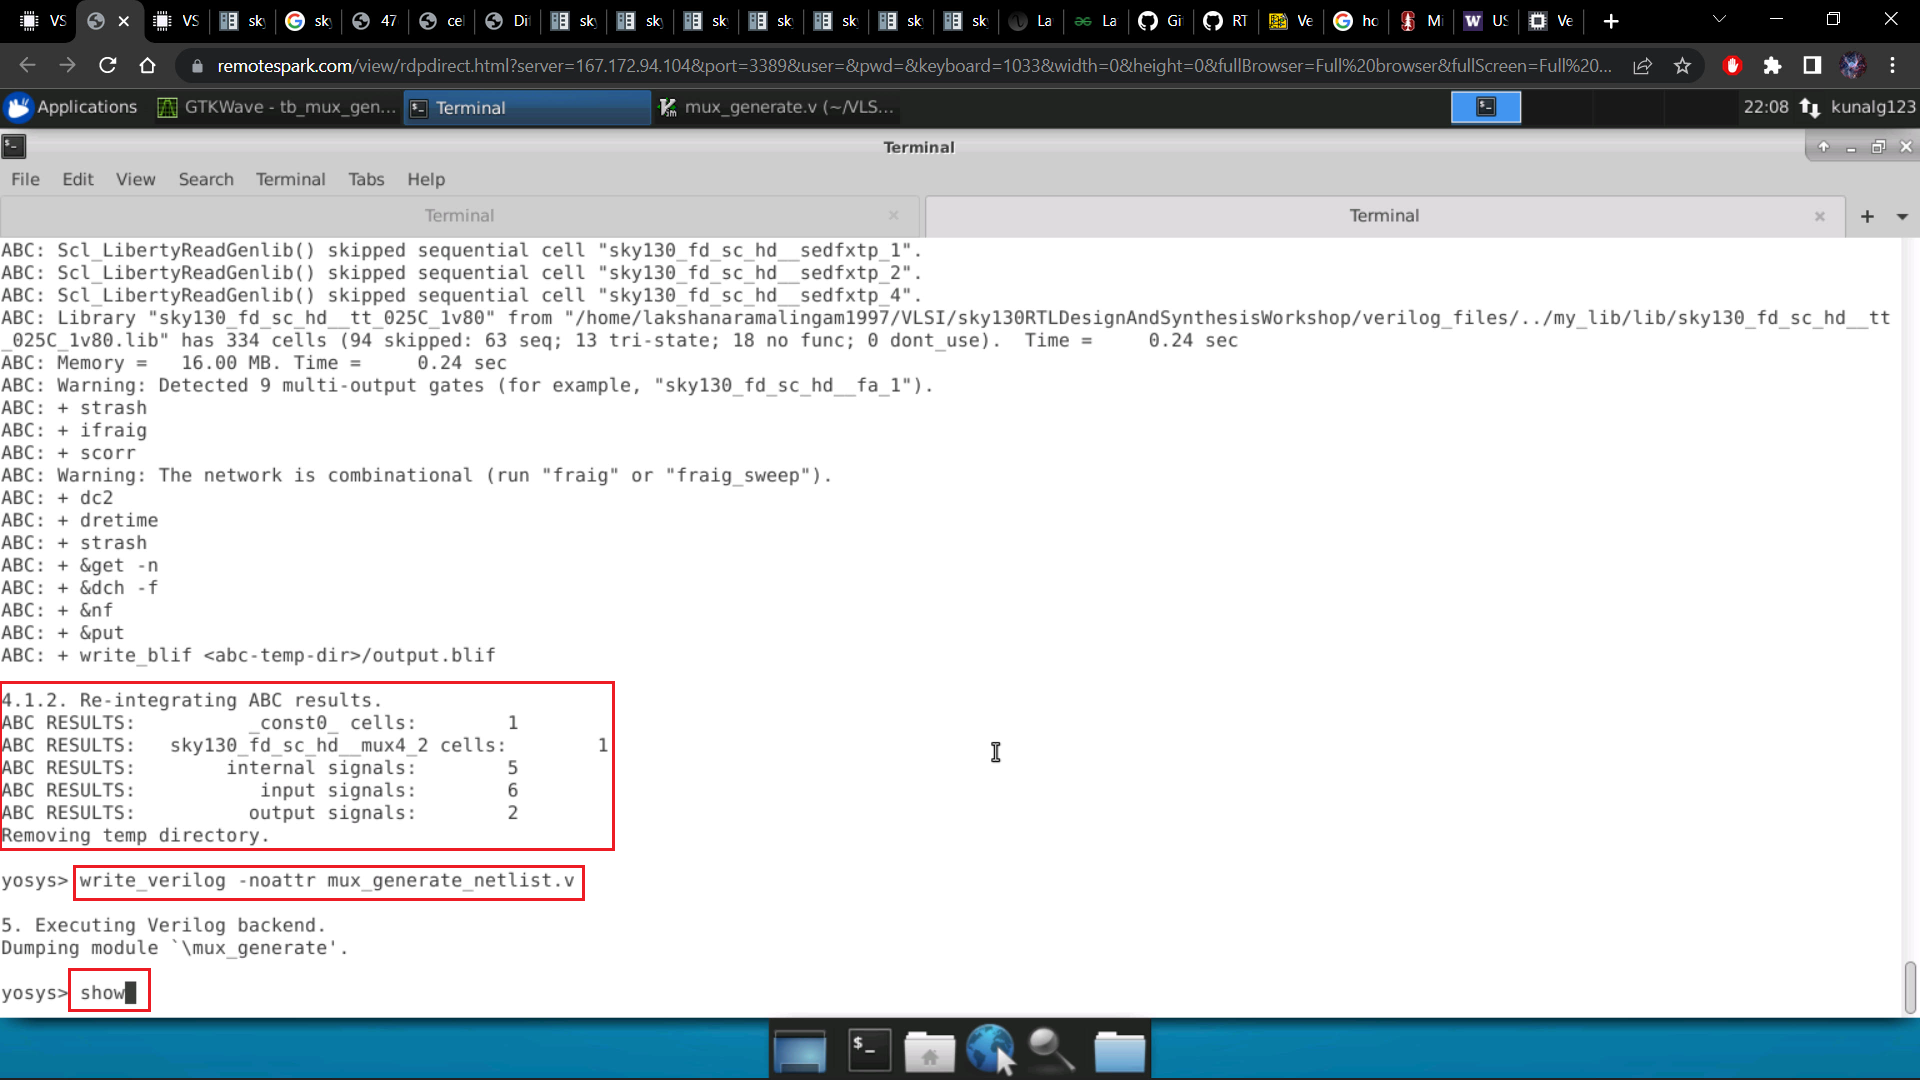 VS
VS
sk
sk
47
cel
Di
sk
sk
sk
sk
sk
sk
sk
La
La
Gi
RT
Ve
hc
Mi
US
Ve
remotespark.com/view/rdpdirect.html?server=167.172.94.104&port=3389&user=&pwd=&keyboard=1033&width=0&height=0&fullBrowser=Full%20browser&fullScreen=Full%20...
Applications
GTKWave - tb_mux_gen...
Terminal
mux_generate.v (~/VLS...
22:08
kunalg123
Terminal
File Edit View Search Terminal Tabs Help
Terminal
Terminal
ABC: Scl_LibertyReadGenlib() skipped sequential cell "sky130_fd_sc_hd__sedfxtp_1".
ABC: Scl_LibertyReadGenlib() skipped sequential cell "sky130_fd_sc_hd__sedfxtp_2".
ABC: Scl_LibertyReadGenlib() skipped sequential cell "sky130_fd_sc_hd__sedfxtp_4".
ABC: Library "sky130_fd_sc_hd__tt_025C_1v80" from "/home/lakshanaramalingam1997/VLSI/sky130RTLDesignAndSynthesisWorkshop/verilog_files/../my_lib/lib/sky130_fd_sc_hd__tt
_025C_1v80.lib" has 334 cells (94 skipped: 63 seq; 13 tri-state; 18 no func; 0 dont_use).  Time =     0.24 sec
ABC: Memory =   16.00 MB. Time =     0.24 sec
ABC: Warning: Detected 9 multi-output gates (for example, "sky130_fd_sc_hd__fa_1").
ABC: + strash
ABC: + ifraig
ABC: + scorr
ABC: Warning: The network is combinational (run "fraig" or "fraig_sweep").
ABC: + dc2
ABC: + dretime
ABC: + strash
ABC: + &get -n
ABC: + &dch -f
ABC: + &nf
ABC: + &put
ABC: + write_blif <abc-temp-dir>/output.blif
4.1.2. Re-integrating ABC results.
ABC RESULTS:          _const0_ cells:        1
ABC RESULTS:   sky130_fd_sc_hd__mux4_2 cells:        1
ABC RESULTS:        internal signals:        5
ABC RESULTS:           input signals:        6
ABC RESULTS:          output signals:        2
Removing temp directory.
yosys> write_verilog -noattr mux_generate_netlist.v
5. Executing Verilog backend.
Dumping module `\mux_generate'.
yosys> show